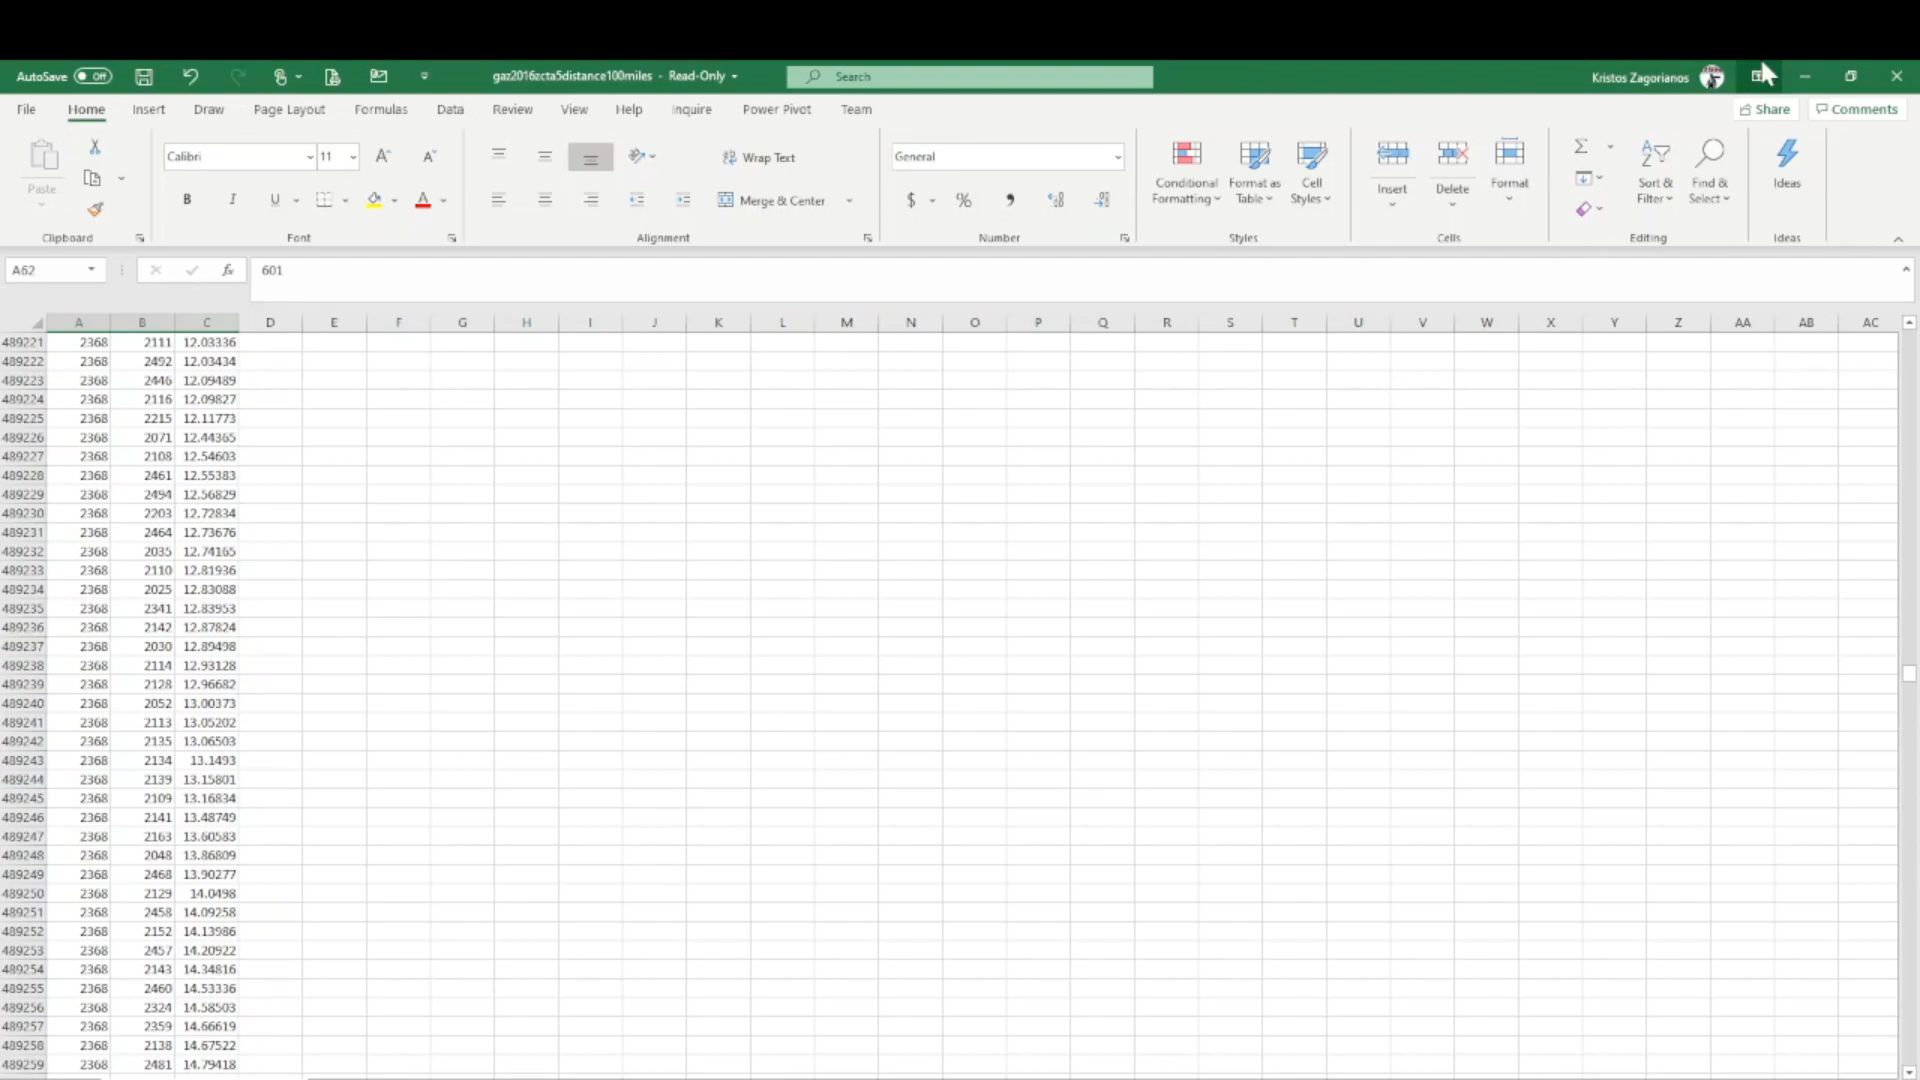 AutoSave Off gaz2016zcta5distance100miles - Read-Only Search Kristos Zagorianos
File Home Insert Draw Page Layout Formulas Data Review View Help Inquire Power Pivot Team Share Comments
Paste Calibri 11 A A Wrap Text General Conditional Formatting Format as Table Cell Styles Insert Delete Format Σ Sort & Filter Find & Select Ideas
B I U A Merge & Center $ % 
Clipboard Font Alignment Number Styles Cells Editing Ideas
A62 fx 601
A B C D E F G H I J K L M N O P Q R S T U V W X Y Z AA AB AC
489221 2368 2111 12.03336
489222 2368 2492 12.03434
489223 2368 2446 12.09489
489224 2368 2116 12.09827
489225 2368 2215 12.11773
489226 2368 2071 12.44365
489227 2368 2108 12.54603
489228 2368 2461 12.55383
489229 2368 2494 12.56829
489230 2368 2203 12.72834
489231 2368 2464 12.73676
489232 2368 2035 12.74165
489233 2368 2110 12.81936
489234 2368 2025 12.83088
489235 2368 2341 12.83953
489236 2368 2142 12.87824
489237 2368 2030 12.89498
489238 2368 2114 12.93128
489239 2368 2128 12.96682
489240 2368 2052 13.00373
489241 2368 2113 13.05202
489242 2368 2135 13.06503
489243 2368 2134 13.1493
489244 2368 2139 13.15801
489245 2368 2109 13.16834
489246 2368 2141 13.48749
489247 2368 2163 13.60583
489248 2368 2048 13.86809
489249 2368 2468 13.90277
489250 2368 2129 14.0498
489251 2368 2458 14.09258
489252 2368 2152 14.13986
489253 2368 2457 14.20922
489254 2368 2143 14.34816
489255 2368 2460 14.53336
489256 2368 2324 14.58503
489257 2368 2359 14.66619
489258 2368 2138 14.67522
489259 2368 2481 14.79418